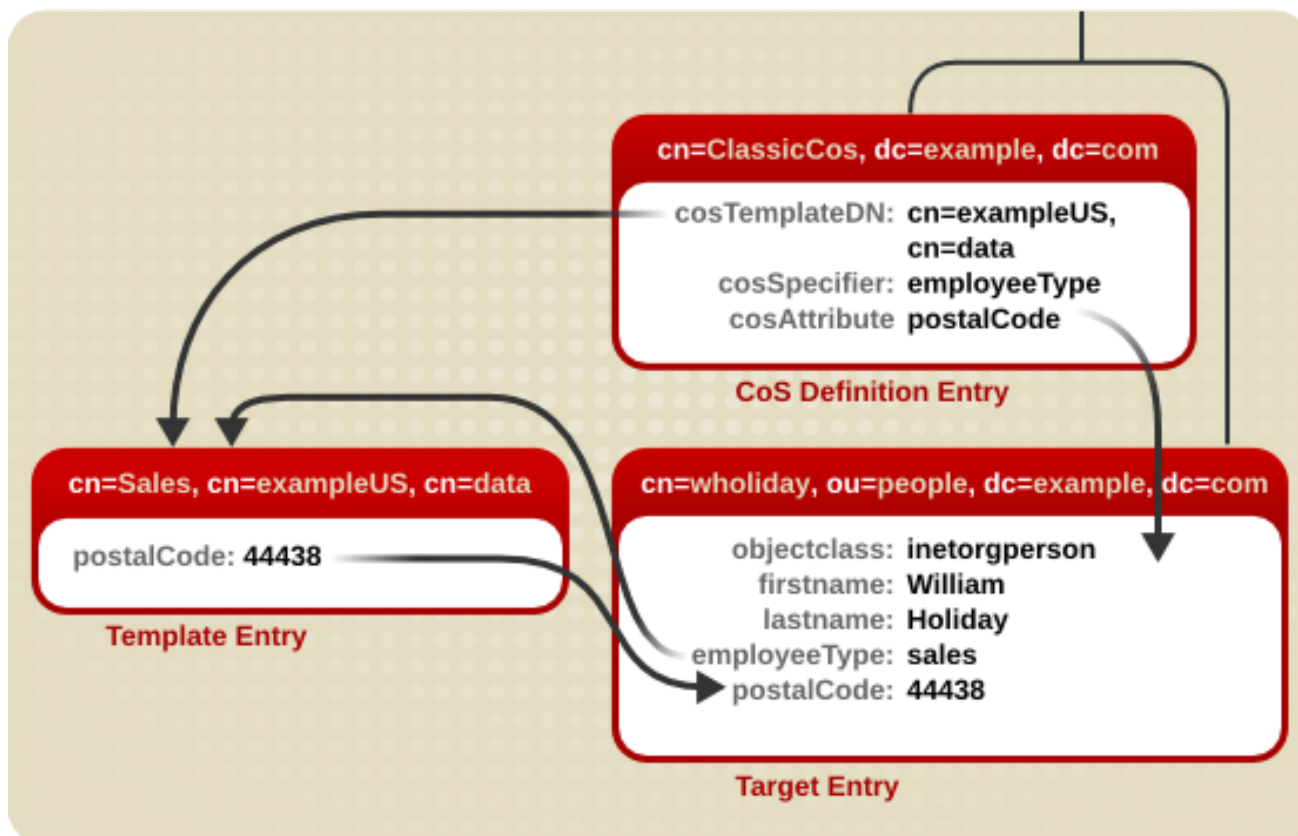 cn=ClassicCos, dc=example, dc=com
cosTemplateDN: cn=exampleUS,
cn=data
cosSpecifier: employeeType
cosAttribute postalCode
CoS Definition Entry
cn=Sales, cn=exampleUS, cn=data
postalCode: 44438
Template Entry
cn=wholiday, ou=people, dc=example, dc=com
objectclass: inetorgperson
firstname: William
lastname: Holiday
employeeType: sales
postalCode: 44438
Target Entry